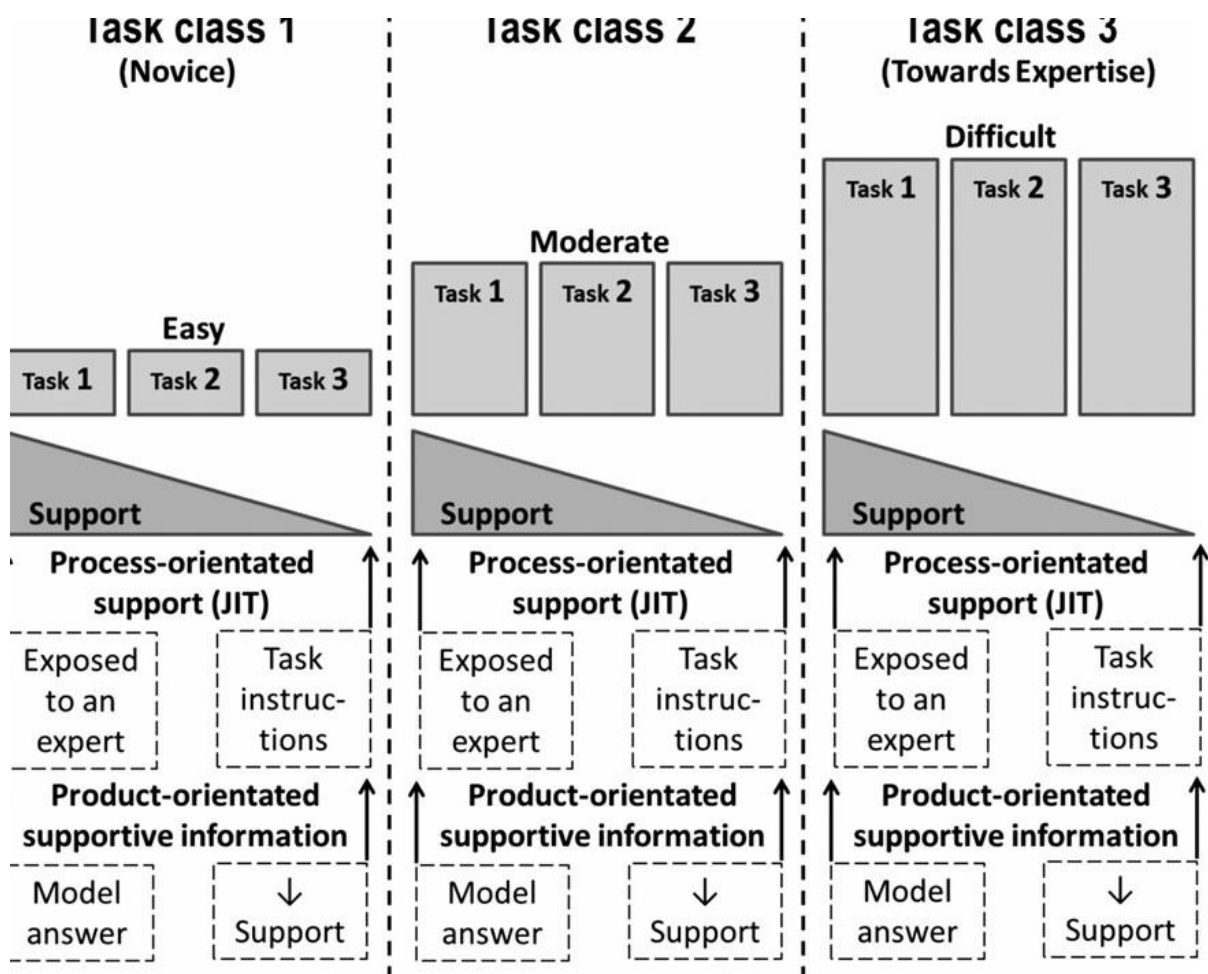 Task class 1
(Novice)
Easy
Task 1
Task 2
Task 3
Support
Process-orientated
support (JIT)
Exposed
to an
expert
Task
instruc-
tions
Product-orientated
supportive information
Model
answer
↓
Support
Task class 2
Moderate
Task 1
Task 2
Task 3
Support
Process-orientated
support (JIT)
Exposed
to an
expert
Task
instruc-
tions
Product-orientated
supportive information
Model
answer
↓
Support
Task class 3
(Towards Expertise)
Difficult
Task 1
Task 2
Task 3
Support
Process-orientated
support (JIT)
Exposed
to an
expert
Task
instruc-
tions
Product-orientated
supportive information
Model
answer
↓
Support